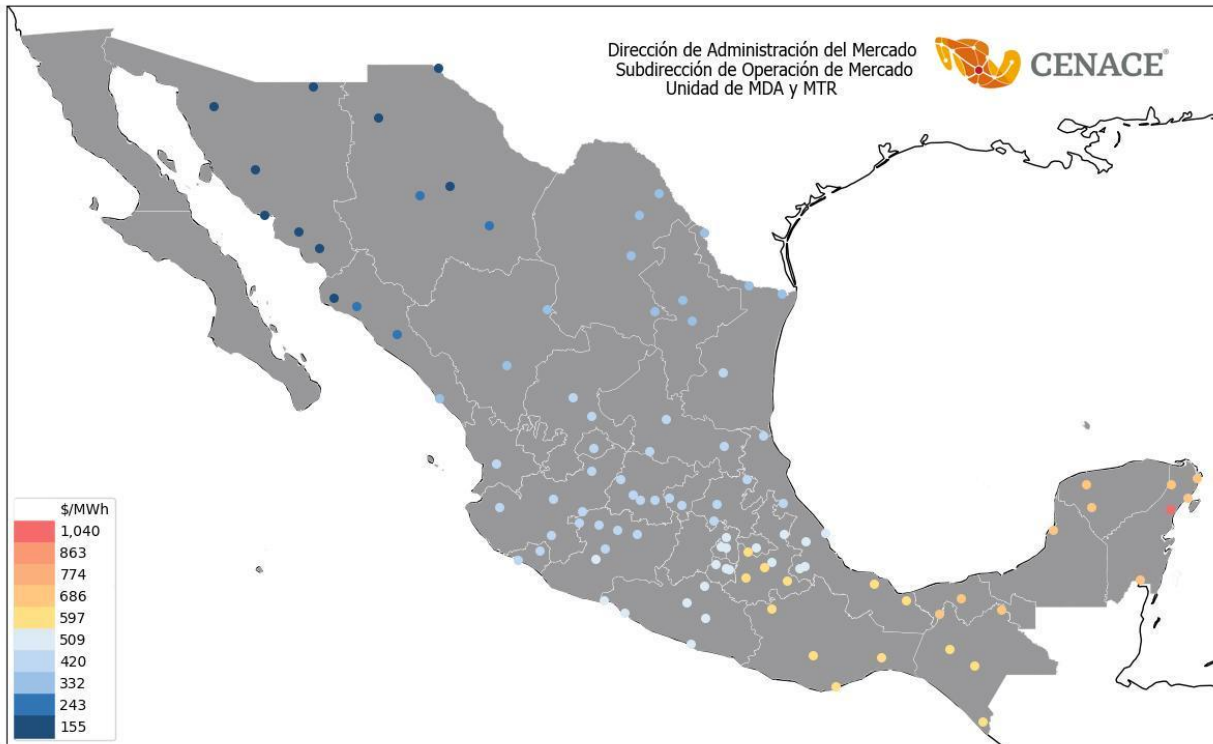 Dirección de Administración del Mercado
Subdirección de Operación de Mercado
Unidad de MDA y MTR
CENACE®
$/MWh
1,040
863
774
686
597
509
420
332
243
155